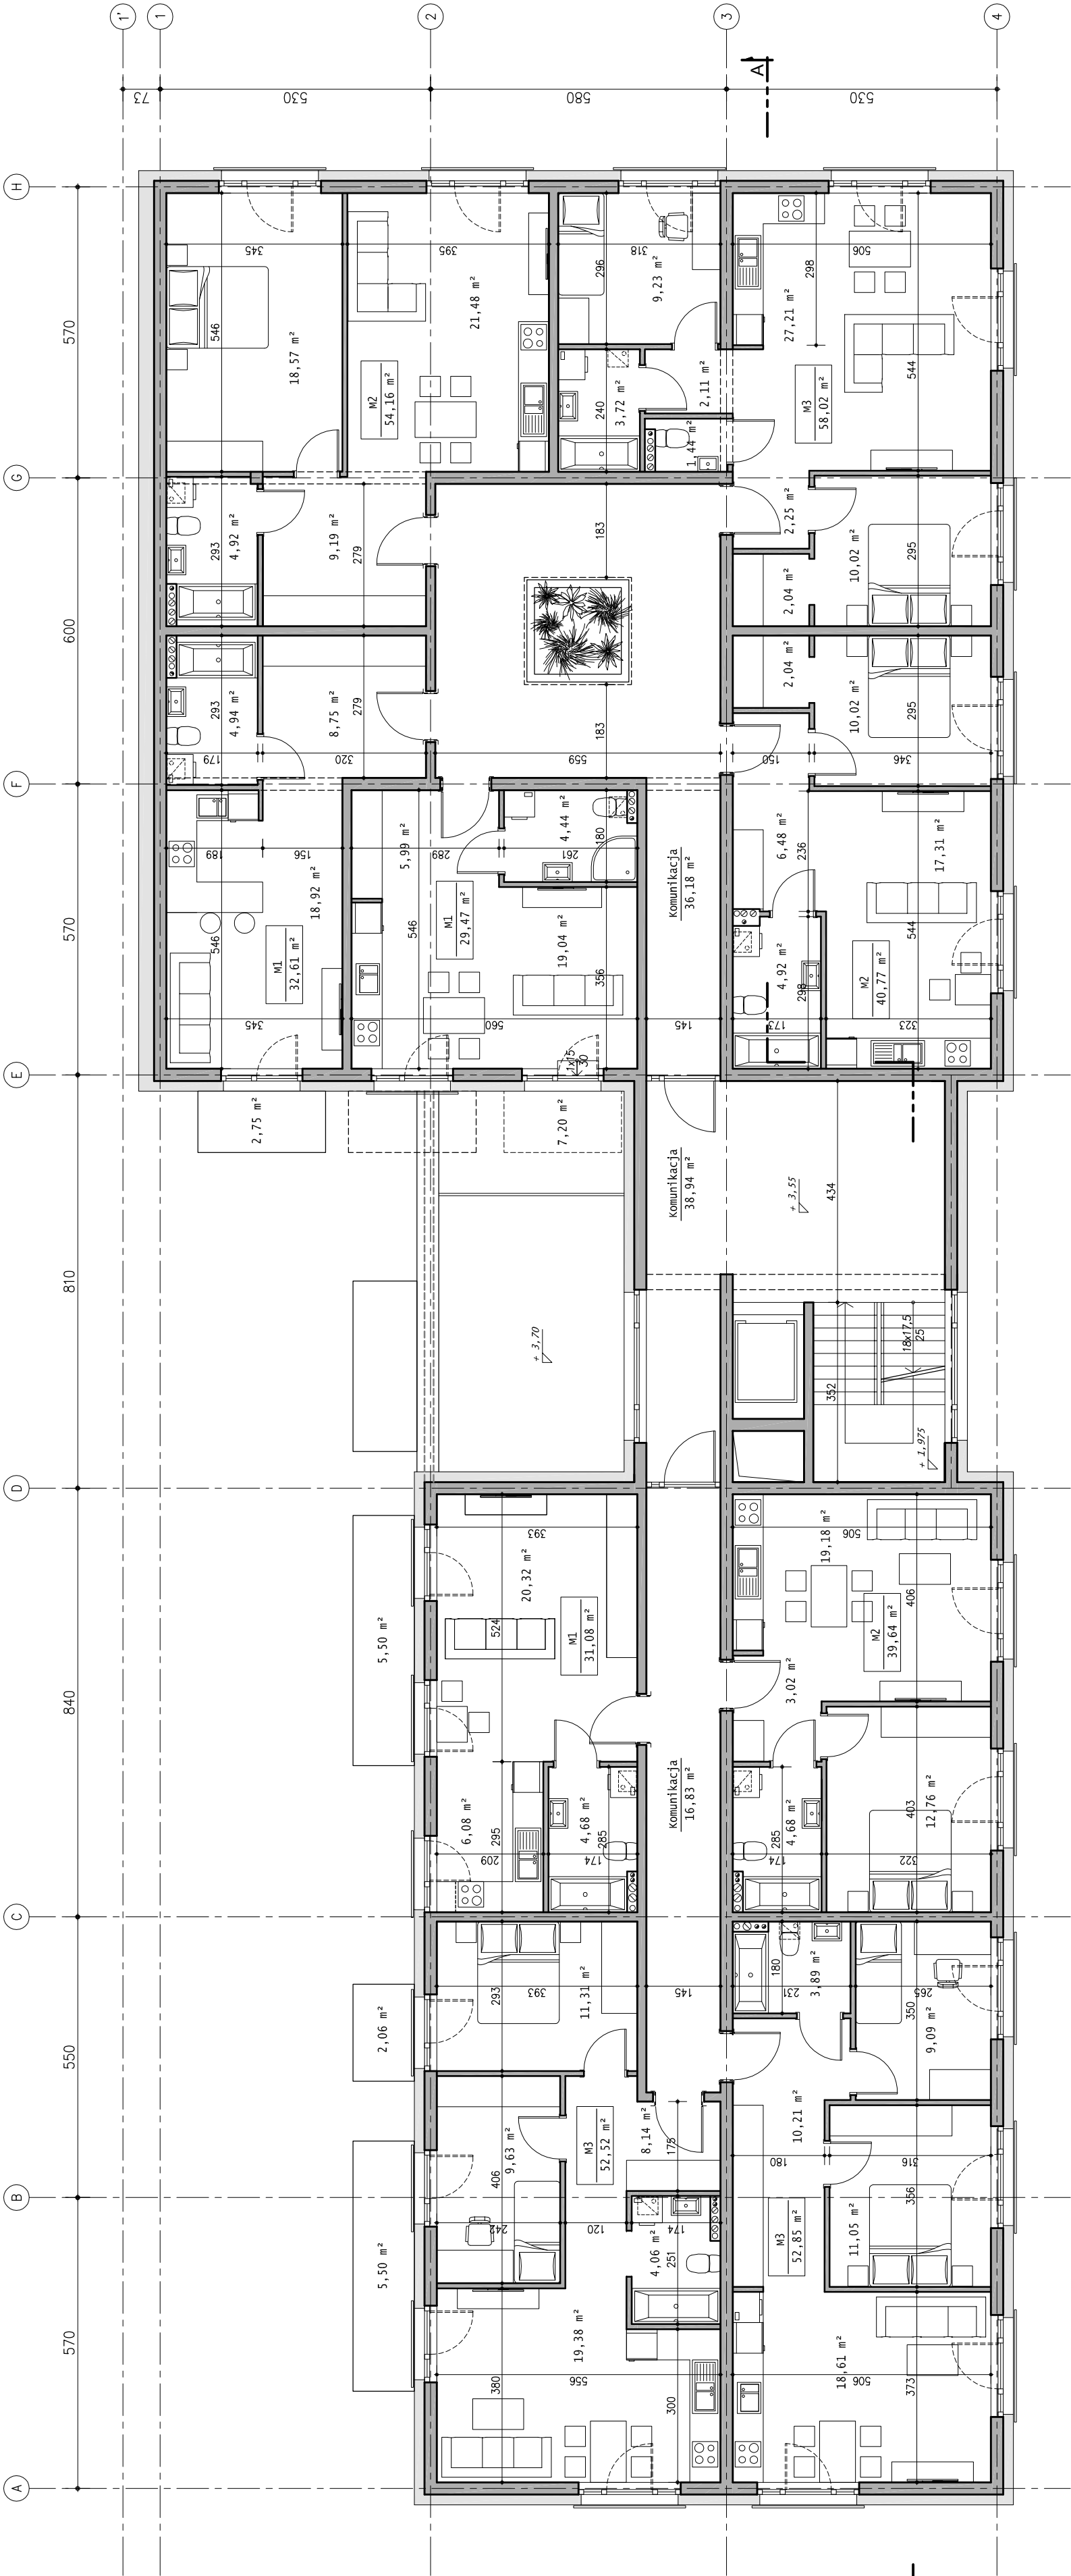 1'
1
2
3
4
73
530
580
530
A
H
G
F
E
D
C
B
A
570
600
570
810
840
550
570
345
546
18,57 m²
395
21,48 m²
M2
54,16 m²
296
318
9,23 m²
240
3,72 m²
2,11 m²
1,44 m²
506
298
27,21 m²
544
M3
58,02 m²
293
4,92 m²
9,19 m²
279
183
2,25 m²
2,04 m²
10,02 m²
295
293
4,94 m²
8,75 m²
279
183
2,04 m²
10,02 m²
295
179
320
559
150
346
189
156
18,92 m²
546
M1
32,61 m²
345
5,99 m²
289
4,44 m²
180
261
546
M1
29,47 m²
19,04 m²
356
560
1x15
30
Komunikacja
36,18 m²
145
6,48 m²
236
17,31 m²
544
4,92 m²
298
M2
40,77 m²
173
323
2,75 m²
7,20 m²
Komunikacja
38,94 m²
+ 3,55
434
+ 3,70
18x17,5
25
352
+ 1,975
393
20,32 m²
524
M1
31,08 m²
5,50 m²
506
19,18 m²
406
M2
39,64 m²
3,02 m²
6,08 m²
295
209
4,68 m²
285
174
Komunikacja
16,83 m²
4,68 m²
285
174
403
12,76 m²
322
2,06 m²
293
393
11,31 m²
145
180
3,89 m²
231
265
350
9,09 m²
9,63 m²
406
242
M3
52,52 m²
8,14 m²
175
120
174
4,06 m²
251
10,21 m²
180
316
356
11,05 m²
M3
52,85 m²
5,50 m²
19,38 m²
380
556
300
18,61 m²
506
373